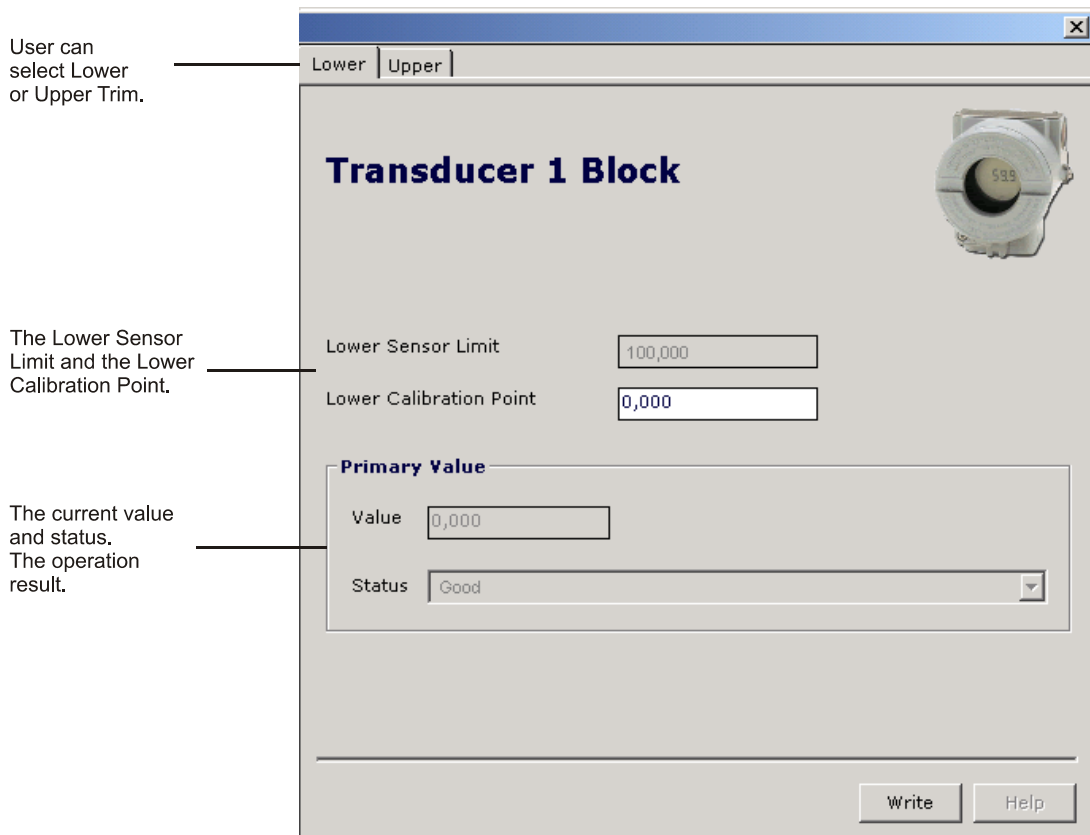 User can
select Lower
or Upper Trim.
Lower
Upper
Transducer 1 Block
59.9
The Lower Sensor
Limit and the Lower
Calibration Point.
Lower Sensor Limit
100,000
Lower Calibration Point
0,000
Primary Value
The current value
and status.
The operation
result.
Value
0,000
Status
Good
Write
Help